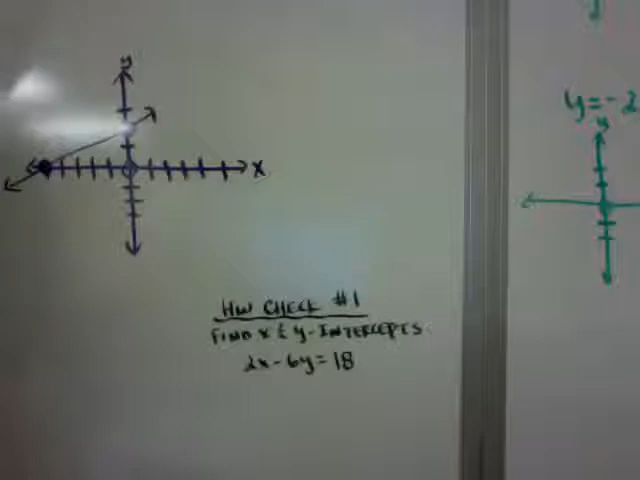 y
x
HW CHECK #1
FIND X & Y-INTERCEPTS
2x-6y=18
y=-2
y